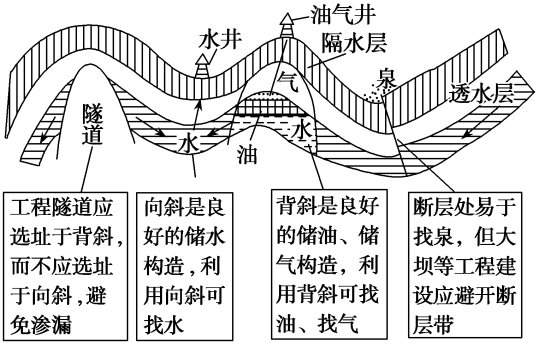 油气井
水井
隔水层
气
泉
透水层
隧道
水
水
油
工程隧道应
选址于背斜，
而不应选址
于向斜，避
免渗漏
向斜是良
好的储水
构造，利
用向斜可
找水
背斜是良好
的储油、储
气构造，利
用背斜可找
油、找气
断层处易于
找泉，但大
坝等工程建
设应避开断
层带